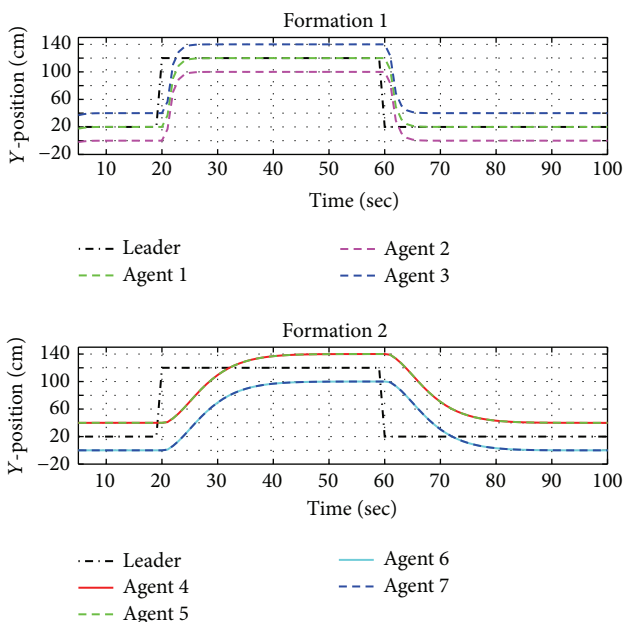 Formation 1
Y-position (cm)
140
100
60
20
−20
10 20 30 40 50 60 70 80 90 100
Time (sec)
Leader
Agent 1
Agent 2
Agent 3
Formation 2
Y-position (cm)
140
100
60
20
−20
10 20 30 40 50 60 70 80 90 100
Time (sec)
Leader
Agent 4
Agent 5
Agent 6
Agent 7